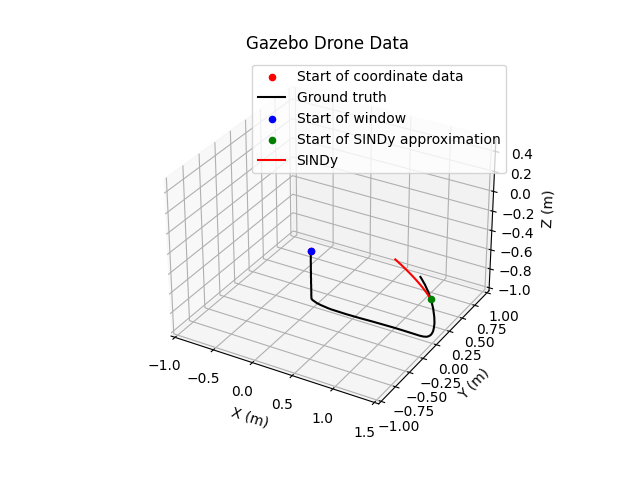 Gazebo Drone Data
Start of coordinate data
Ground truth
Start of window
Start of SINDy approximation
SINDy
0.4
0.2
0.0
−0.2
−0.4
−0.6
−0.8
−1.0
Z (m)
1.00
0.75
0.50
0.25
0.00
−0.25
−0.50
−0.75
−1.00
Y (m)
−1.0
−0.5
0.0
0.5
1.0
1.5
X (m)